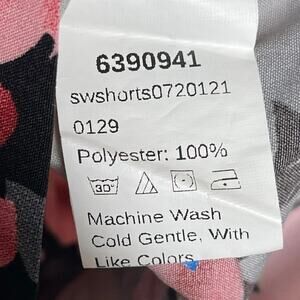 6390941
swshorts0720121
0129
Polyester: 100%
30°
Machine Wash
Cold Gentle, With
Like Colors